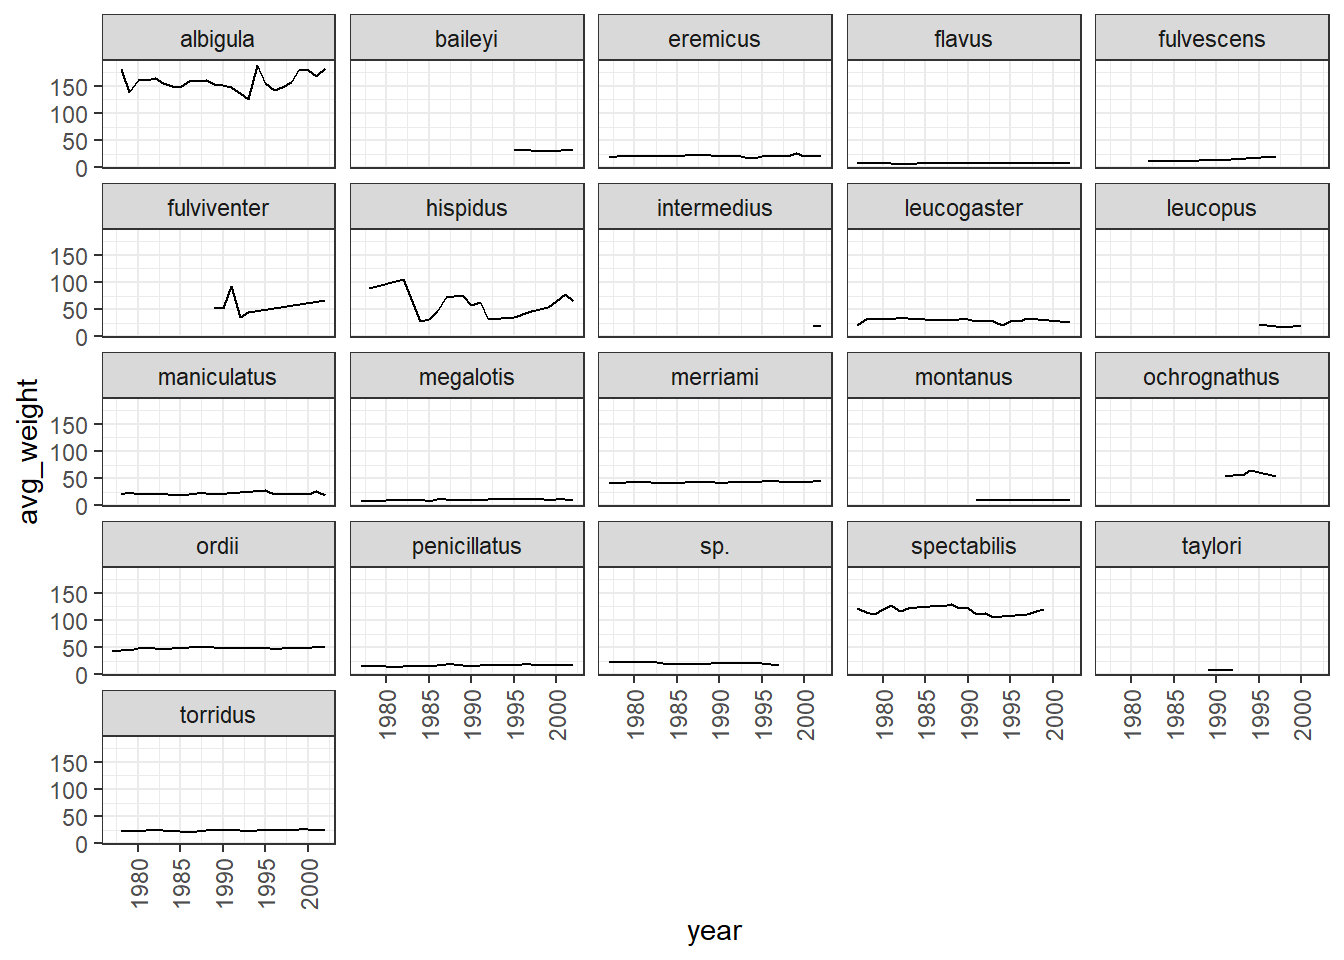 albigula baileyi eremicus flavus fulvescens
150
100
50
0
fulviventer hispidus intermedius leucogaster leucopus
150
100
50
0
maniculatus megalotis merriami montanus ochrognathus
150
100
50
0
avg_weight
ordii penicillatus sp. spectabilis taylori
150
100
50
0
1980 1985 1990 1995 2000 1980 1985 1990 1995 2000 1980 1985 1990 1995 2000 1980 1985 1990 1995 2000
torridus
150
100
50
0
1980 1985 1990 1995 2000
year